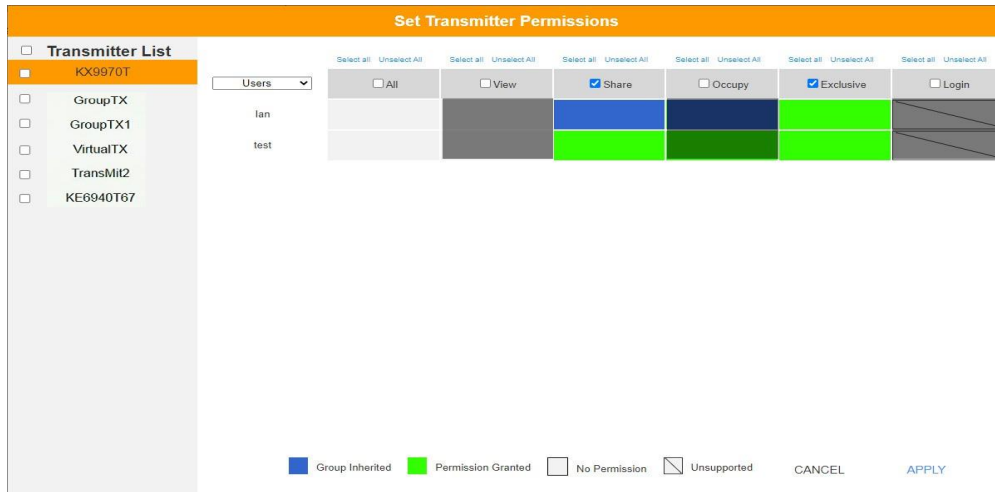 Set Transmitter Permissions
Transmitter List
KX9970T
GroupTX
GroupTX1
VirtualTX
TransMit2
KE6940T67
Select all Unselect All Select all Unselect All Select all Unselect All Select all Unselect All Select all Unselect All Select all Unselect All
Users All View Share Occupy Exclusive Login
Ian
test
Group Inherited Permission Granted No Permission Unsupported CANCEL APPLY